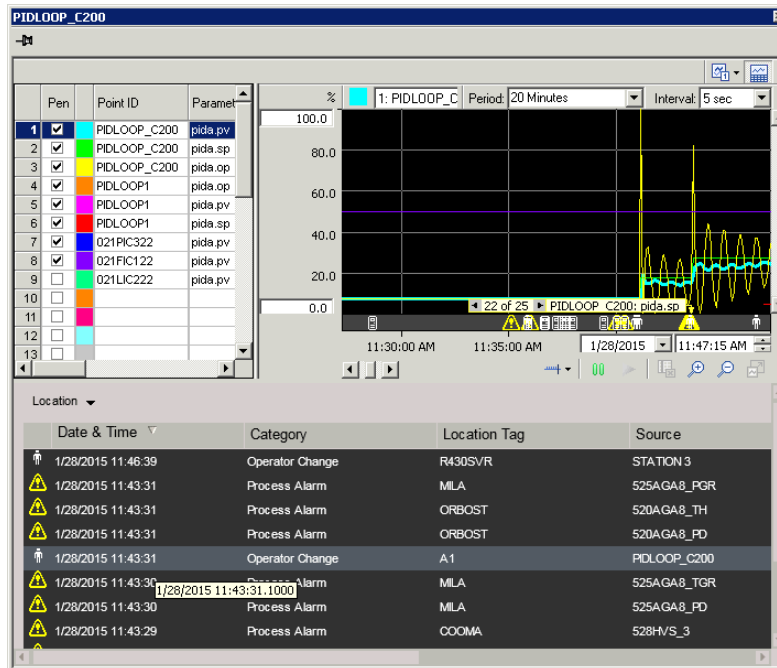 PIDLOOP_C200
Pen Point ID Paramet
1 PIDLOOP_C200 pida.pv
2 PIDLOOP_C200 pida.sp
3 PIDLOOP_C200 pida.op
4 PIDLOOP1 pida.op
5 PIDLOOP1 pida.pv
6 PIDLOOP1 pida.sp
7 021PIC322 pida.pv
8 021FIC122 pida.pv
9 021LIC222 pida.pv
10
11
12
13
% 1: PIDLOOP_C Period: 20 Minutes Interval: 5 sec
100.0
80.0
60.0
40.0
20.0
0.0
22 of 25 PIDLOOP_C200: pida.sp
11:30:00 AM 11:35:00 AM 1/28/2015 11:47:15 AM
Location
Date & Time Category Location Tag Source
1/28/2015 11:46:39 Operator Change R430SVR STATION 3
1/28/2015 11:43:31 Process Alarm MILA 525AGA8_PGR
1/28/2015 11:43:31 Process Alarm ORBOST 520AGA8_TH
1/28/2015 11:43:31 Process Alarm ORBOST 520AGA8_PD
1/28/2015 11:43:31 Operator Change A1 PIDLOOP_C200
1/28/2015 11:43:30 Process Alarm MILA 525AGA8_TGR
1/28/2015 11:43:31.1000
1/28/2015 11:43:30 Process Alarm MILA 525AGA8_PD
1/28/2015 11:43:29 Process Alarm COOMA 528HVS_3